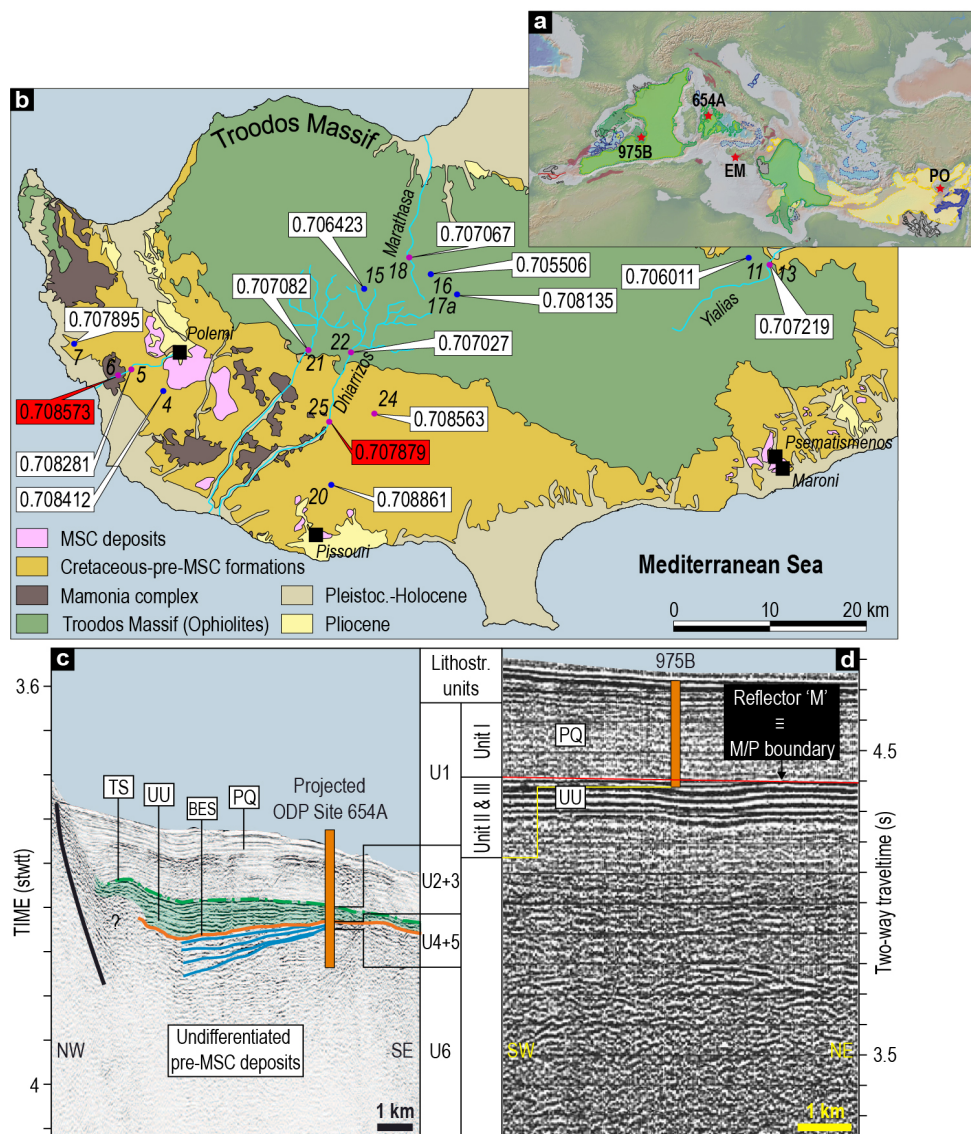 a
654A
975B
EM
PO
b
Troodos Massif
Marathasa
0.706423
0.707067
0.705506
0.706011
0.708135
0.707082
0.707219
0.707895
0.707027
15
18
16
17a
11
13
Yialias
Polemi
7
6
5
4
21
22
Dhiarrizos
25
24
0.708573
0.708563
0.707879
0.708281
0.708412
20
0.708861
Psematismenos
Maroni
Pissouri
MSC deposits
Cretaceous-pre-MSC formations
Mamonia complex
Troodos Massif (Ophiolites)
Pleistoc.-Holocene
Pliocene
Mediterranean Sea
0 10 20 km
c
3.6
TIME (stwtt)
4
TS
UU
BES
PQ
Projected
ODP Site 654A
?
Undifferentiated
pre-MSC deposits
NW
SE
1 km
Lithostr.
units
U1
U2+3
U4+5
U6
Unit I
Unit II & III
d
975B
PQ
UU
Reflector 'M'
≡
M/P boundary
4.5
Two-way traveltime (s)
3.5
SW
NE
1 km